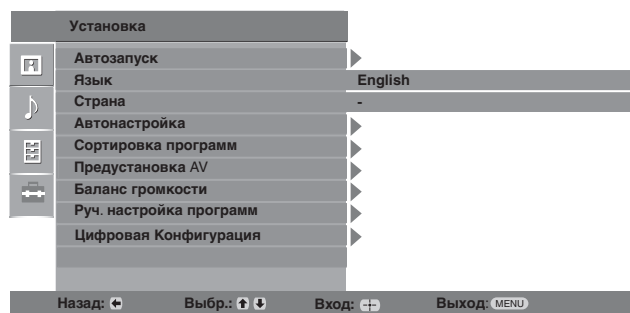 Установка
Автозапуск
Язык English
Страна -
Автонастройка
Сортировка программ
Предустановка AV
Баланс громкости
Руч. настройка программ
Цифровая Конфигурация
Назад: Выбр.: Вход: Выход: MENU